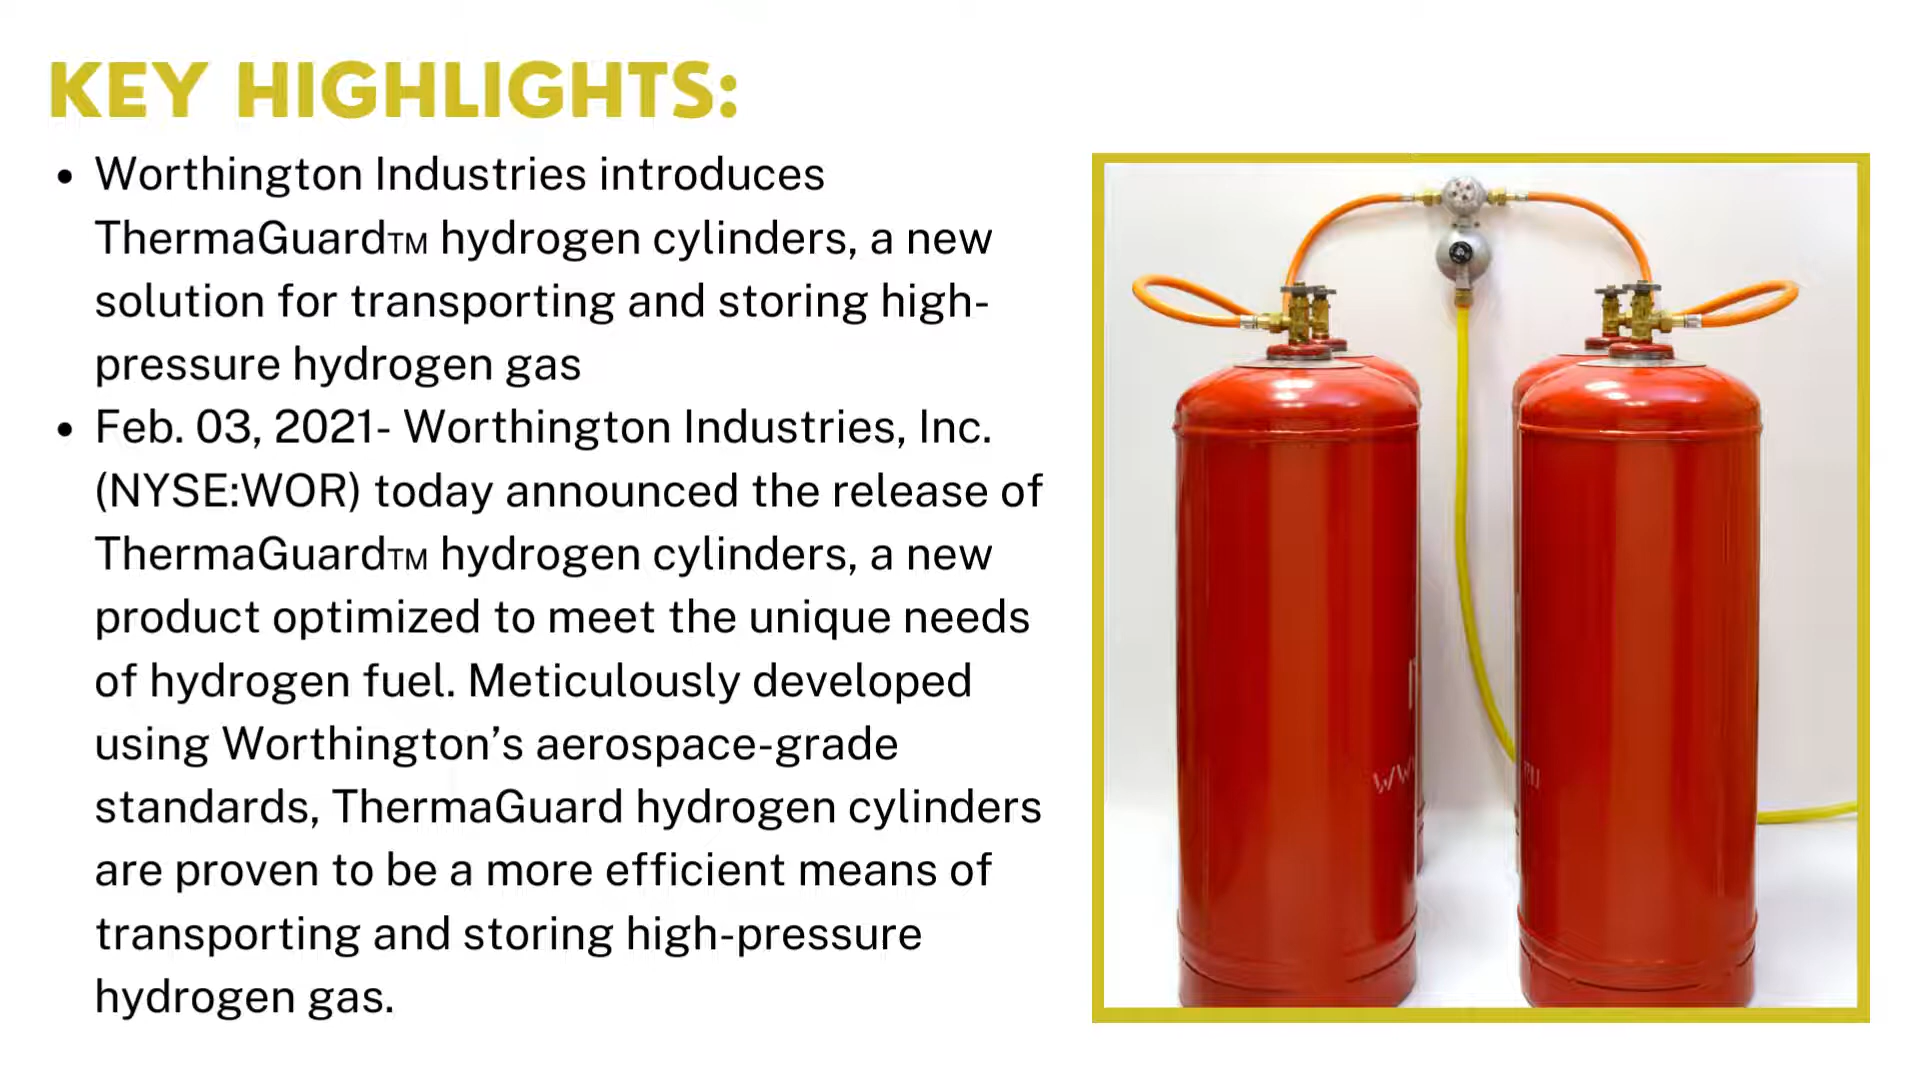 KEY HIGHLIGHTS:
• Worthington Industries introduces
ThermaGuard™ hydrogen cylinders, a new
solution for transporting and storing high-
pressure hydrogen gas
• Feb. 03, 2021- Worthington Industries, Inc.
(NYSE:WOR) today announced the release of
ThermaGuard™ hydrogen cylinders, a new
product optimized to meet the unique needs
of hydrogen fuel. Meticulously developed
using Worthington’s aerospace-grade
standards, ThermaGuard hydrogen cylinders
are proven to be a more efficient means of
transporting and storing high-pressure
hydrogen gas.